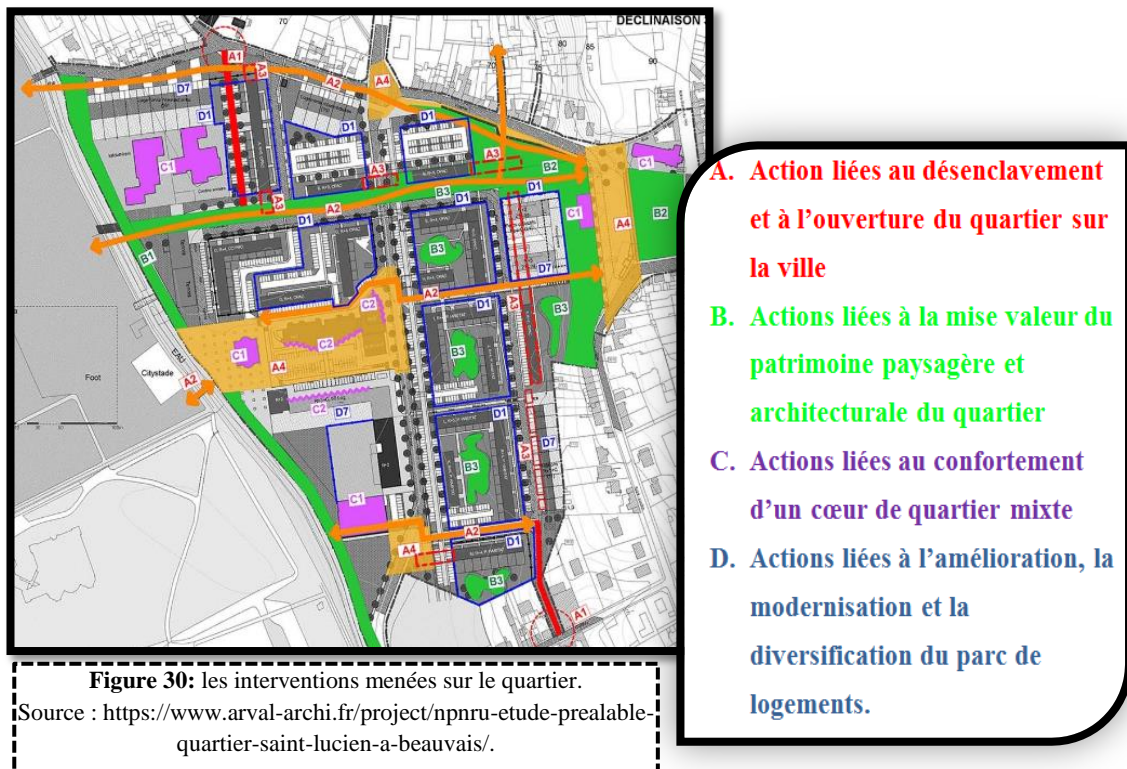 DECLINAISON
70
80
85
90
A1
A3
A2
A4
D7
D1
D1
D1
C1
A3
A3
B2
C1
A3
A2
B3
D1
D1
D1
C1
A4
B2
B1
B3
D7
A2
D1
C2
A3
B3
C1
C2
A4
B3
EAU
Foot
Citystade
A2
C2
D7
D1
A3
D7
B3
C1
A2
A4
D1
B3
A1
A. Action liées au désenclavement
et à l’ouverture du quartier sur
la ville
B. Actions liées à la mise valeur du
patrimoine paysagère et
architecturale du quartier
C. Actions liées au confortement
d’un cœur de quartier mixte
D. Actions liées à l’amélioration, la
modernisation et la
diversification du parc de
logements.
Figure 30: les interventions menées sur le quartier.
Source : https://www.arval-archi.fr/project/npnru-etude-prealable-
quartier-saint-lucien-a-beauvais/.